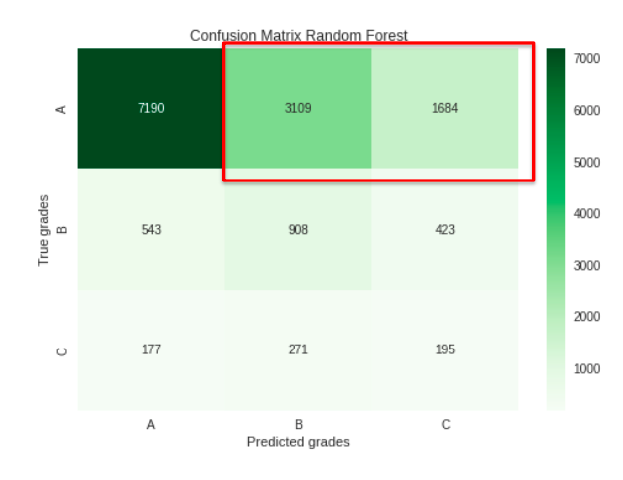 Confusion Matrix Random Forest
7000
A
7190
3109
1684
6000
5000
True grades
B
543
908
423
4000
3000
2000
C
177
271
195
1000
A
B
C
Predicted grades